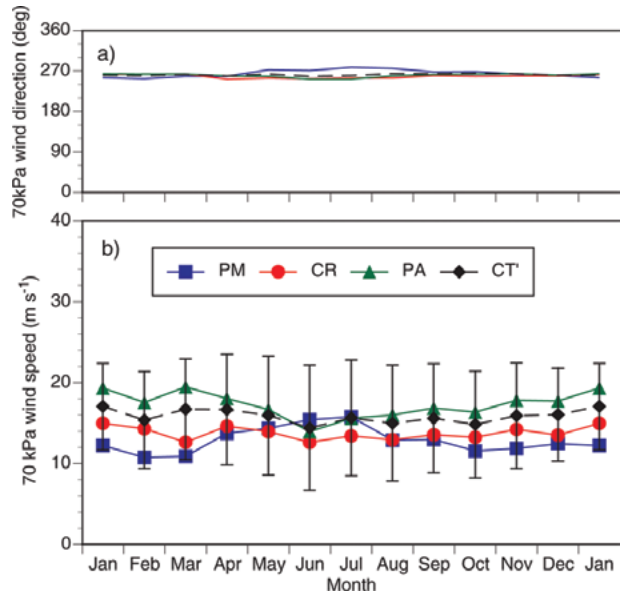 360
270
180
90
0
70kPa wind direction (deg)
a)
40
30
20
10
0
70 kPa wind speed (m s⁻¹)
b)
PM CR PA CT'
Jan Feb Mar Apr May Jun Jul Aug Sep Oct Nov Dec Jan
Month